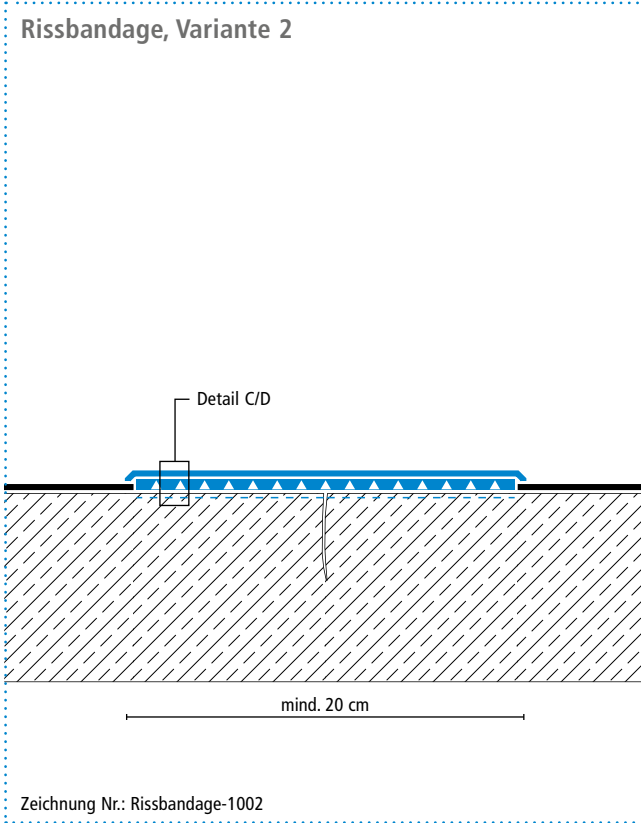 Rissbandage, Variante 2
Detail C/D
mind. 20 cm
Zeichnung Nr.: Rissbandage-1002